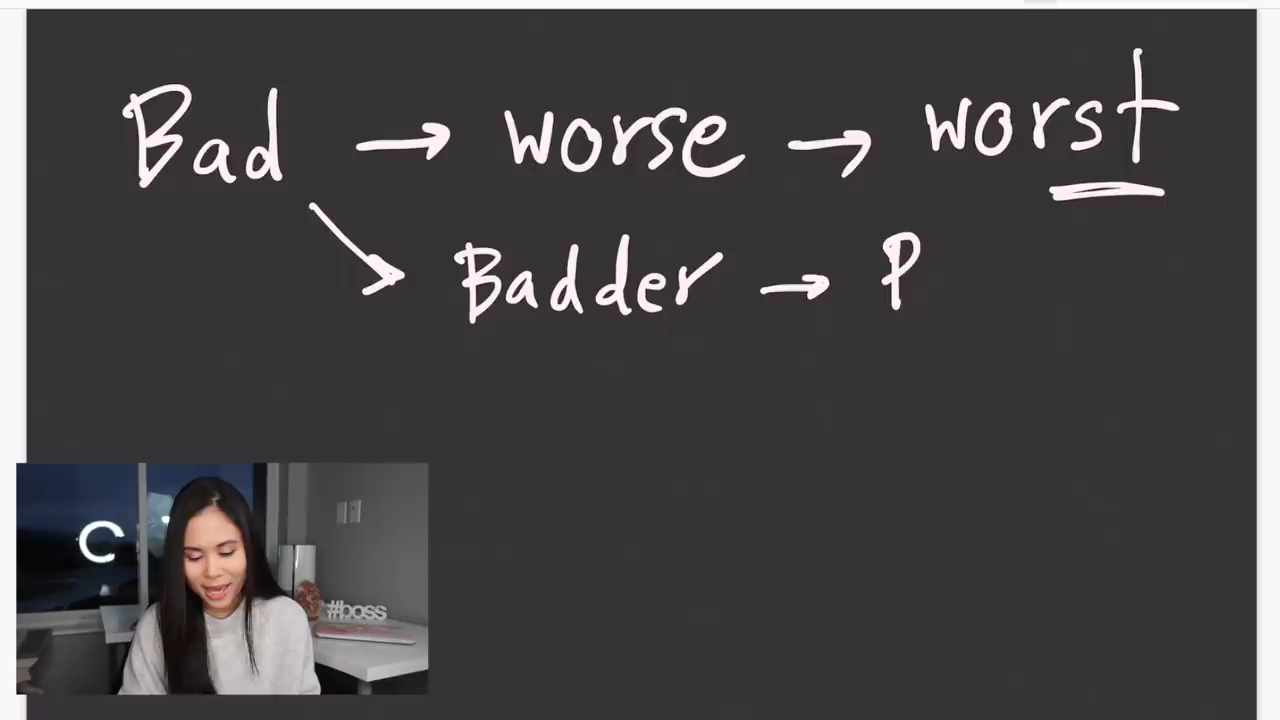 Bad → worse → worst
Badder → P
#boss